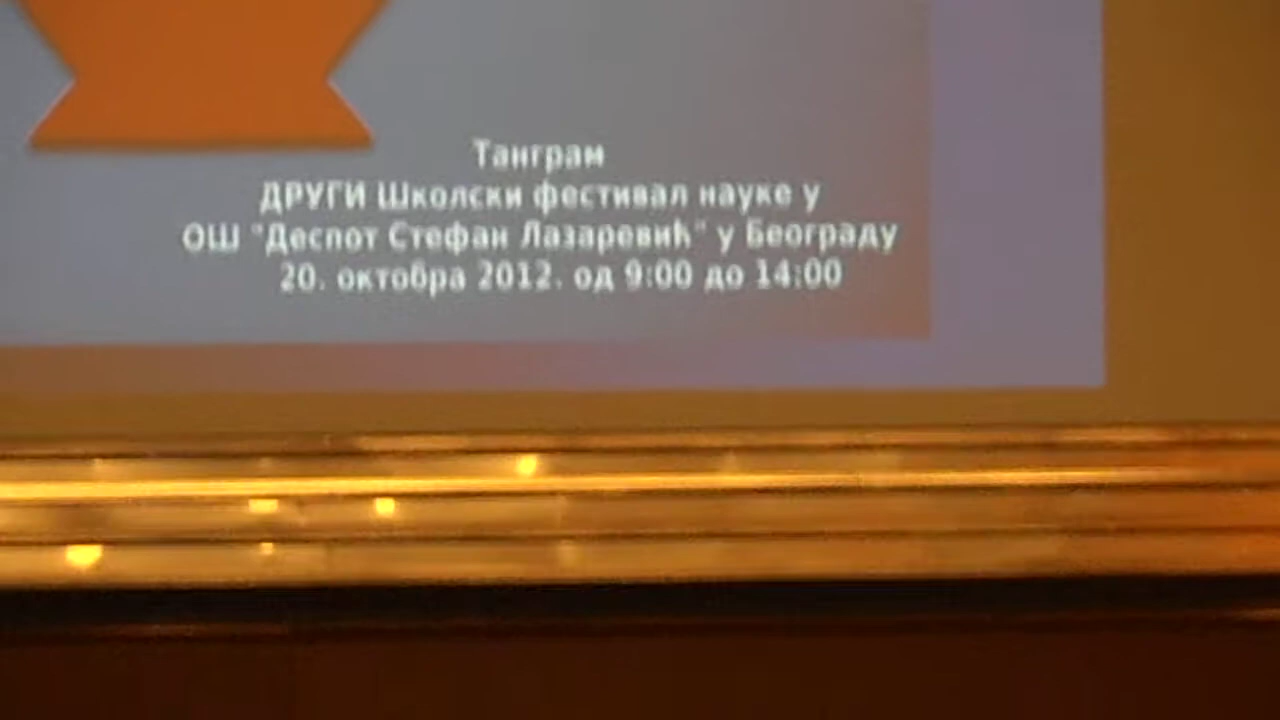 Танграм
ДРУГИ Школски фестивал науке у
ОШ "Деспот Стефан Лазаревић" у Београду
20. октобра 2012. од 9:00 до 14:00